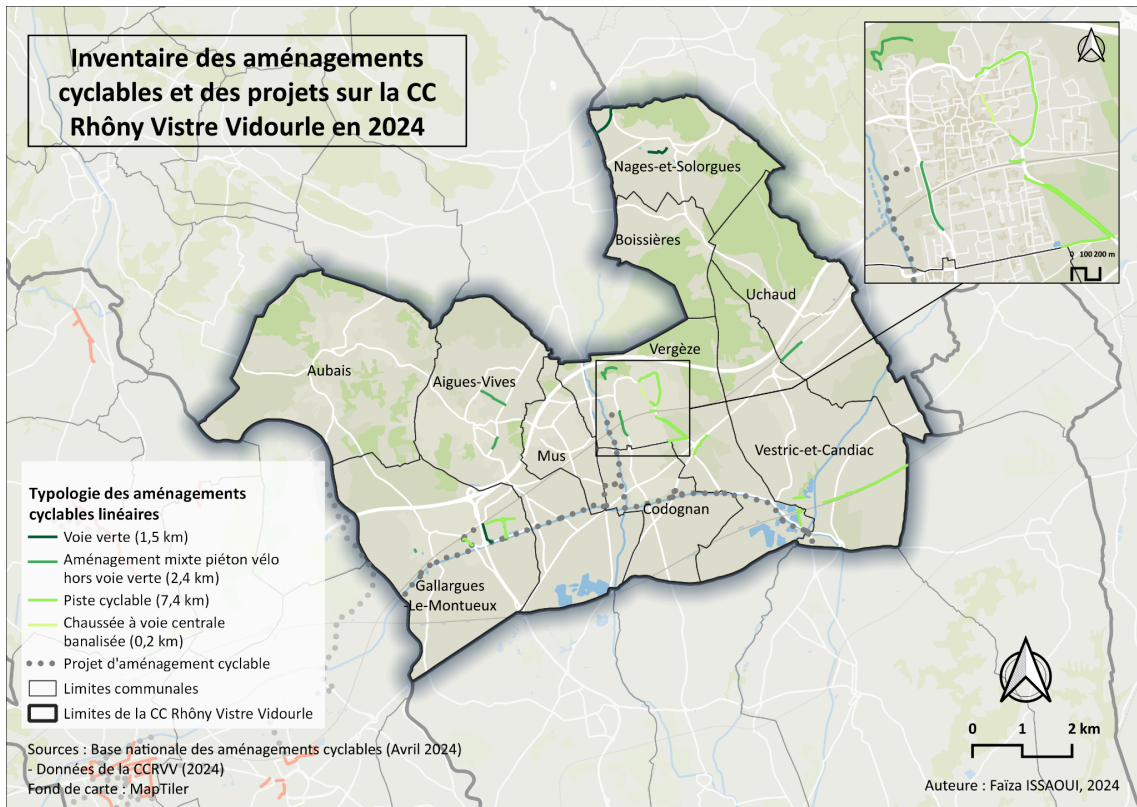 Inventaire des aménagements
cyclables et des projets sur la CC
Rhôny Vistre Vidourle en 2024
0 100 200 m
Nages-et-Solorgues
Boissières
Uchaud
Vergèze
Aubais
Aigues-Vives
Mus
Vestric-et-Candiac
Codognan
Gallargues
-Le-Montueux
Typologie des aménagements
cyclables linéaires
Voie verte (1,5 km)
Aménagement mixte piéton vélo
hors voie verte (2,4 km)
Piste cyclable (7,4 km)
Chaussée à voie centrale
banalisée (0,2 km)
Projet d'aménagement cyclable
Limites communales
Limites de la CC Rhôny Vistre Vidourle
Sources : Base nationale des aménagements cyclables (Avril 2024)
- Données de la CCRVV (2024)
Fond de carte : MapTiler
0 1 2 km
Auteure : Faïza ISSAOUI, 2024